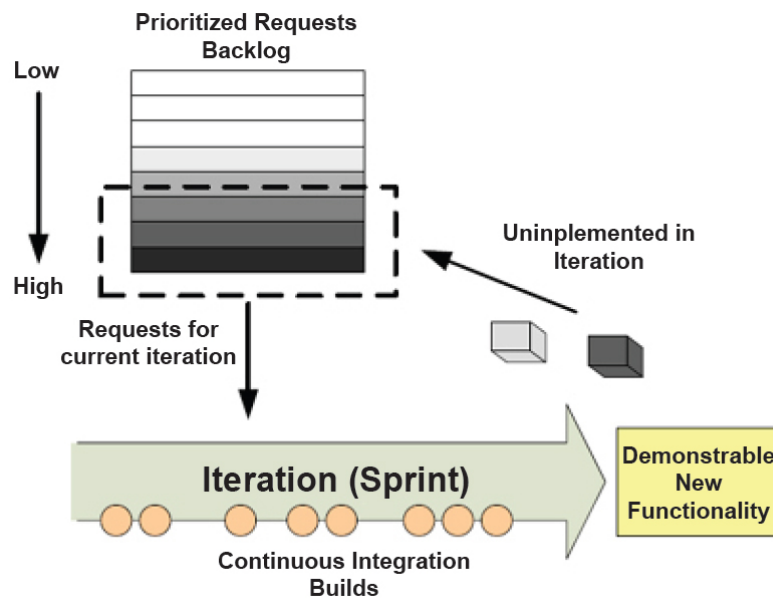 Prioritized Requests
Backlog
Low
High
Uninplemented in
Iteration
Requests for
current iteration
Iteration (Sprint)
Demonstrable
New
Functionality
Continuous Integration
Builds